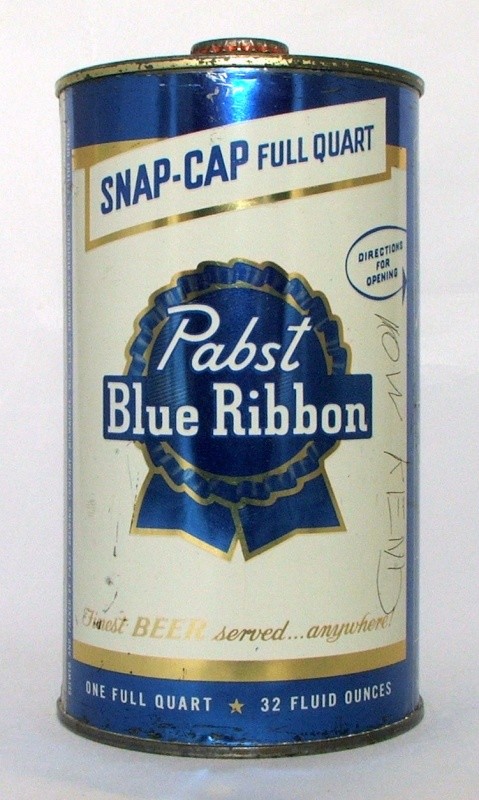 SNAP-CAP FULL QUART
DIRECTIONS
FOR
OPENING
Pabst
Blue Ribbon
Finest BEER served...anywhere!
ONE FULL QUART ★ 32 FLUID OUNCES